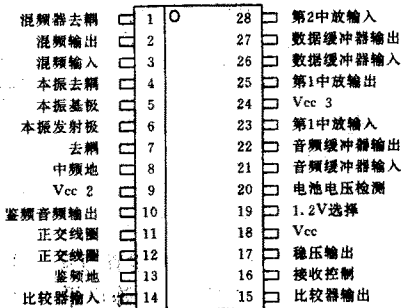 混频器去耦 1 28 第2中放输入
混频输出 2 27 数据缓冲器输出
混频输入 3 26 数据缓冲器输入
本振去耦 4 25 第1中放输出
本振基极 5 24 Vcc 3
本振发射极 6 23 第1中放输入
去耦 7 22 音频缓冲器输出
中频地 8 21 音频缓冲器输入
Vcc 2 9 20 电池电压检测
鉴频音频输出 10 19 1.2V选择
正交线圈 11 18 Vcc
正交线圈 12 17 稳压输出
鉴频地 13 16 接收控制
比较器输入 14 15 比较器输出